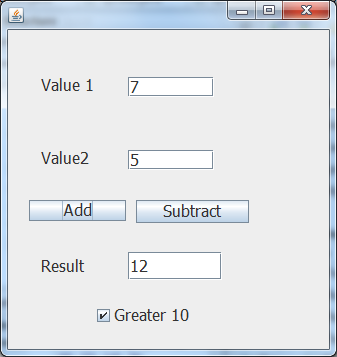 Value 1 7
Value2 5
Add Subtract
Result 12
Greater 10